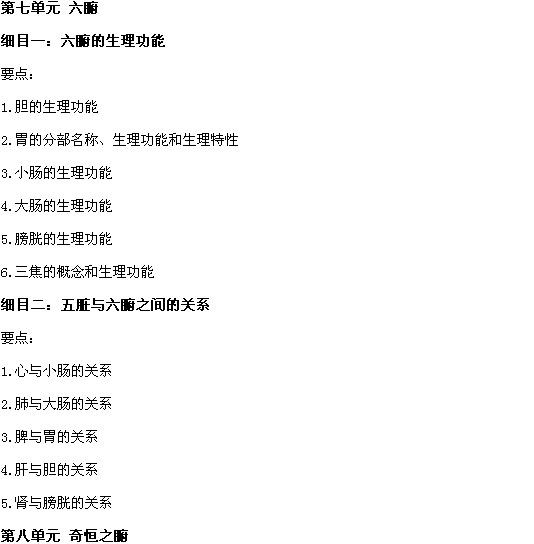 第七单元 六腑
细目一：六腑的生理功能
要点：
1.胆的生理功能
2.胃的分部名称、生理功能和生理特性
3.小肠的生理功能
4.大肠的生理功能
5.膀胱的生理功能
6.三焦的概念和生理功能
细目二：五脏与六腑之间的关系
要点：
1.心与小肠的关系
2.肺与大肠的关系
3.脾与胃的关系
4.肝与胆的关系
5.肾与膀胱的关系
第八单元 奇恒之腑